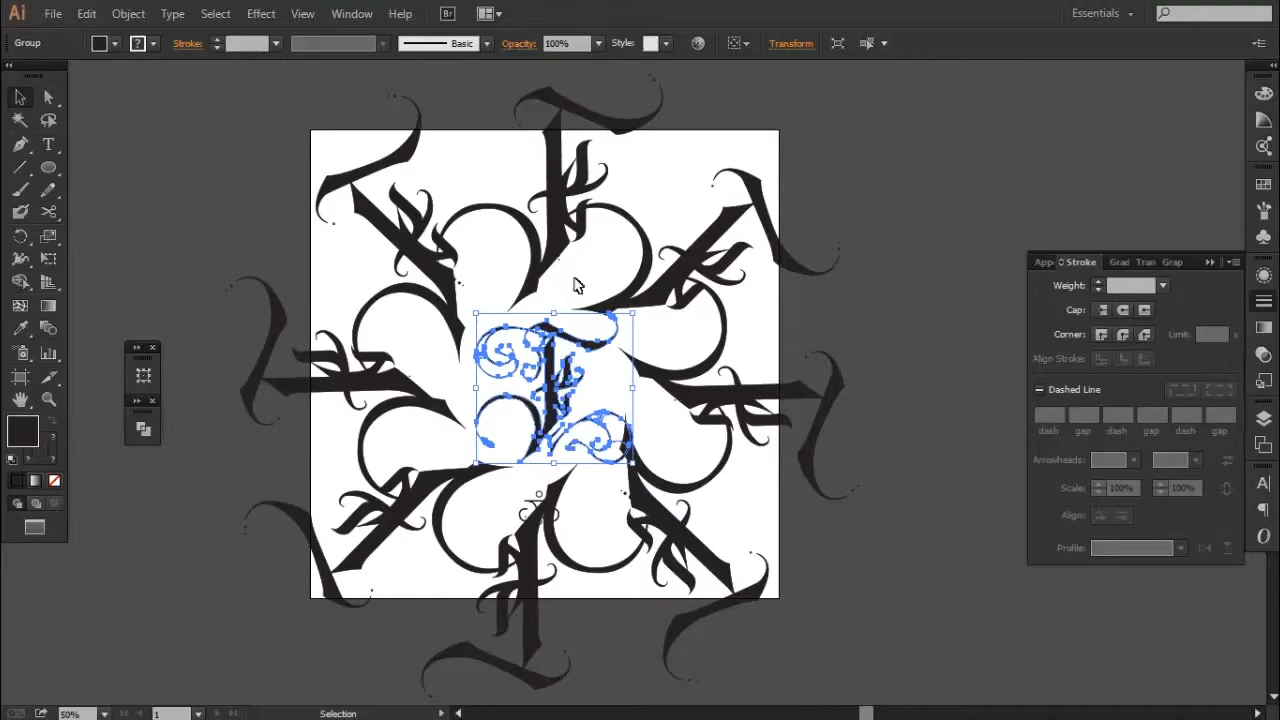 Ai File Edit Object Type Select Effect View Window Help Br Essentials
Group Stroke: Basic Opacity: 100% Style: Transform
Stroke Grad Tran Grap
Weight:
Cap:
Corner: Limit: x
Align Stroke:
Dashed Line
dash gap dash gap dash gap
Arrowheads:
Scale: 100% 100%
Align:
Profile:
50% 1 Selection